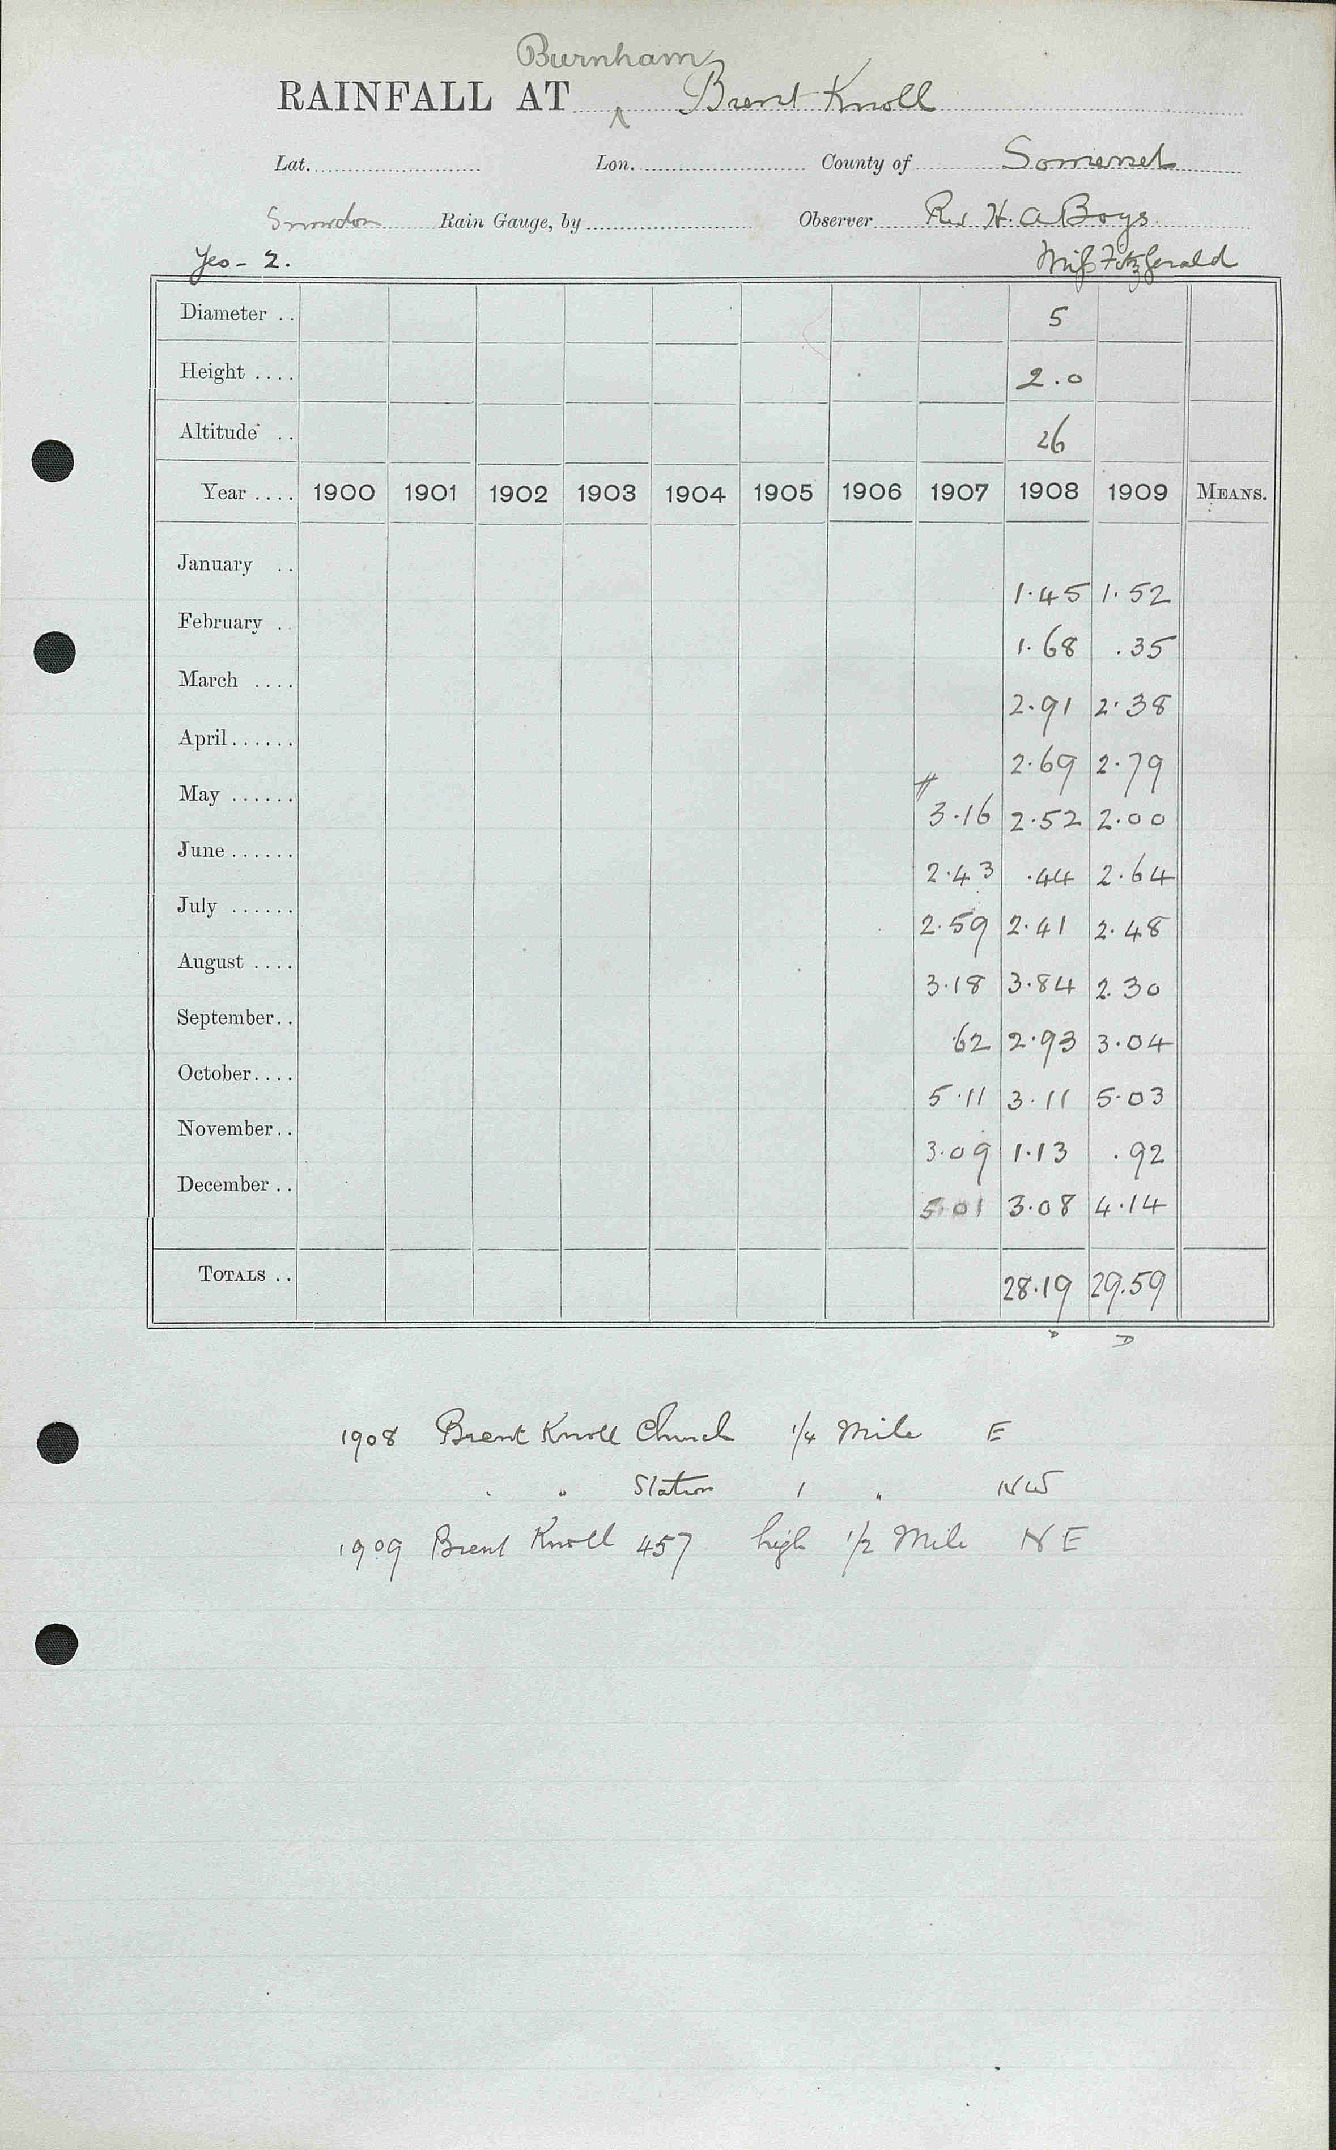 Burnham
RAINFALL AT ^ Brent Knoll
Lat. Lon. County of Somerset
Snowdon Rain Gauge, by Observer Rev H. A Boys
Yes - 2. Miss Fitzgerald
Diameter .. 5
Height .... 2.0
Altitude .. 26
Year .... 1900 1901 1902 1903 1904 1905 1906 1907 1908 1909 MEANS.
January .. 1.45 1.52
February . 1.68 .35
March .... 2.91 2.38
April...... 2.69 2.79
May ...... 3.16 2.52 2.00
June ...... 2.43 .44 2.64
July ...... 2.59 2.41 2.48
August .... 3.18 3.84 2.30
September.. .62 2.93 3.04
October.... 5.11 3.11 5.03
November.. 3.09 1.13 .92
December .. 5.01 3.08 4.14
TOTALS .. 28.19 29.59
D D
1908 Brent Knoll Church 1/4 Mile E
" " Station 1 " NW
1909 Brent Knoll 457 high 1/2 Mile NE